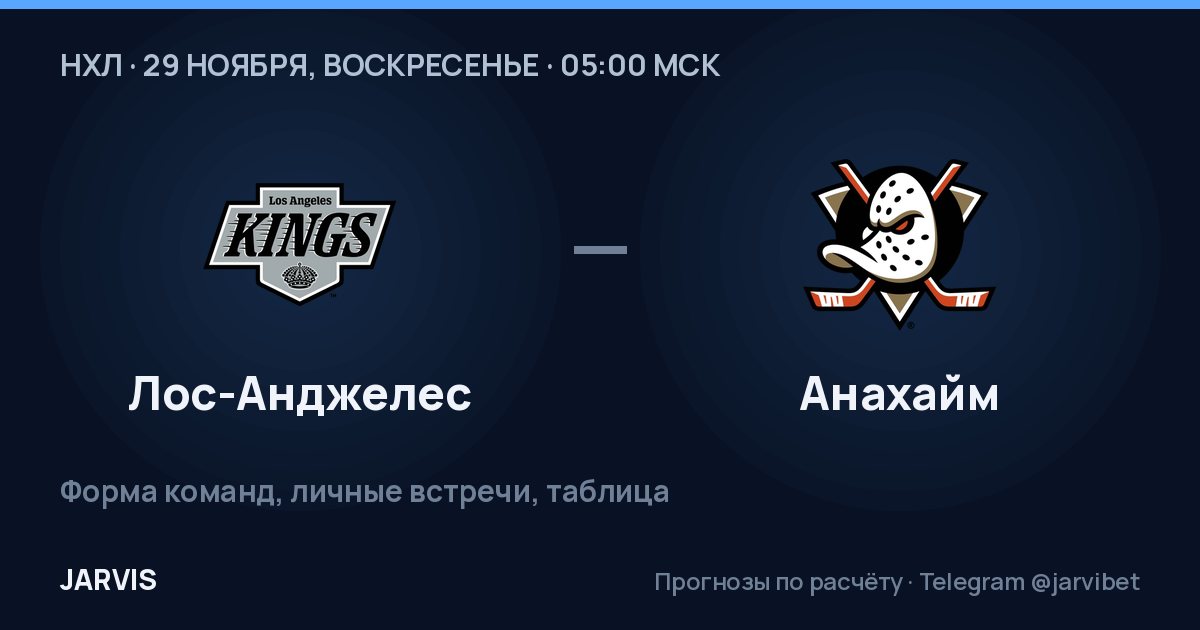 НХЛ · 29 НОЯБРЯ, ВОСКРЕСЕНЬЕ · 05:00 МСК
Los Angeles
KINGS
Лос-Анджелес
—
Анахайм
Форма команд, личные встречи, таблица
JARVIS
Прогнозы по расчёту · Telegram @jarvibet